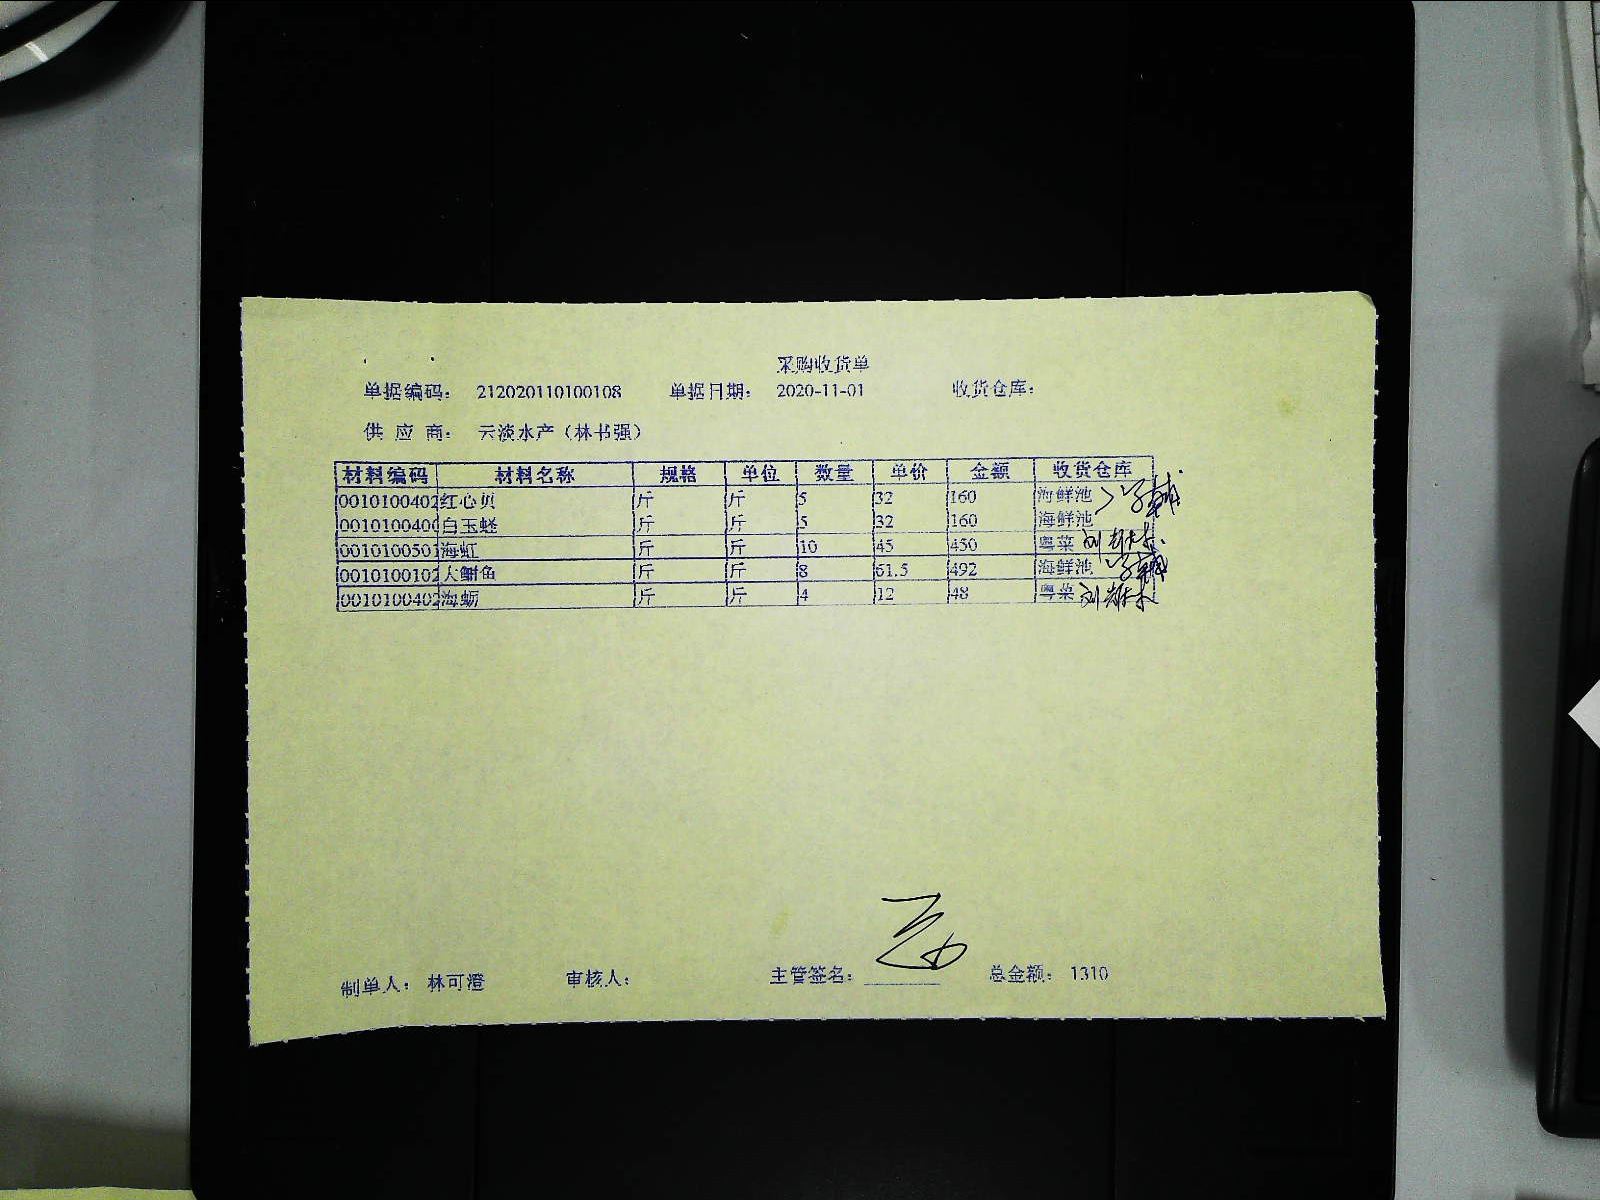 采购收货单
单据编码： 212020110100108 单据日期： 2020-11-01 收货仓库：
供 应 商： 云淡水产（林书强）
材料编码 材料名称 规格 单位 数量 单价 金额 收货仓库
0010100402 红心贝 斤 斤 5 32 160 海鲜池
001010040 白玉蛏 斤 斤 5 32 160 海鲜池
001010050 海虹 斤 斤 10 45 450 粤菜
0010100102 大鲋鱼 斤 斤 8 61.5 492 海鲜池
0010100402 海蛎 斤 斤 4 12 48 粤菜
制单人： 林可澄 审核人： 主管签名： 总金额： 1310